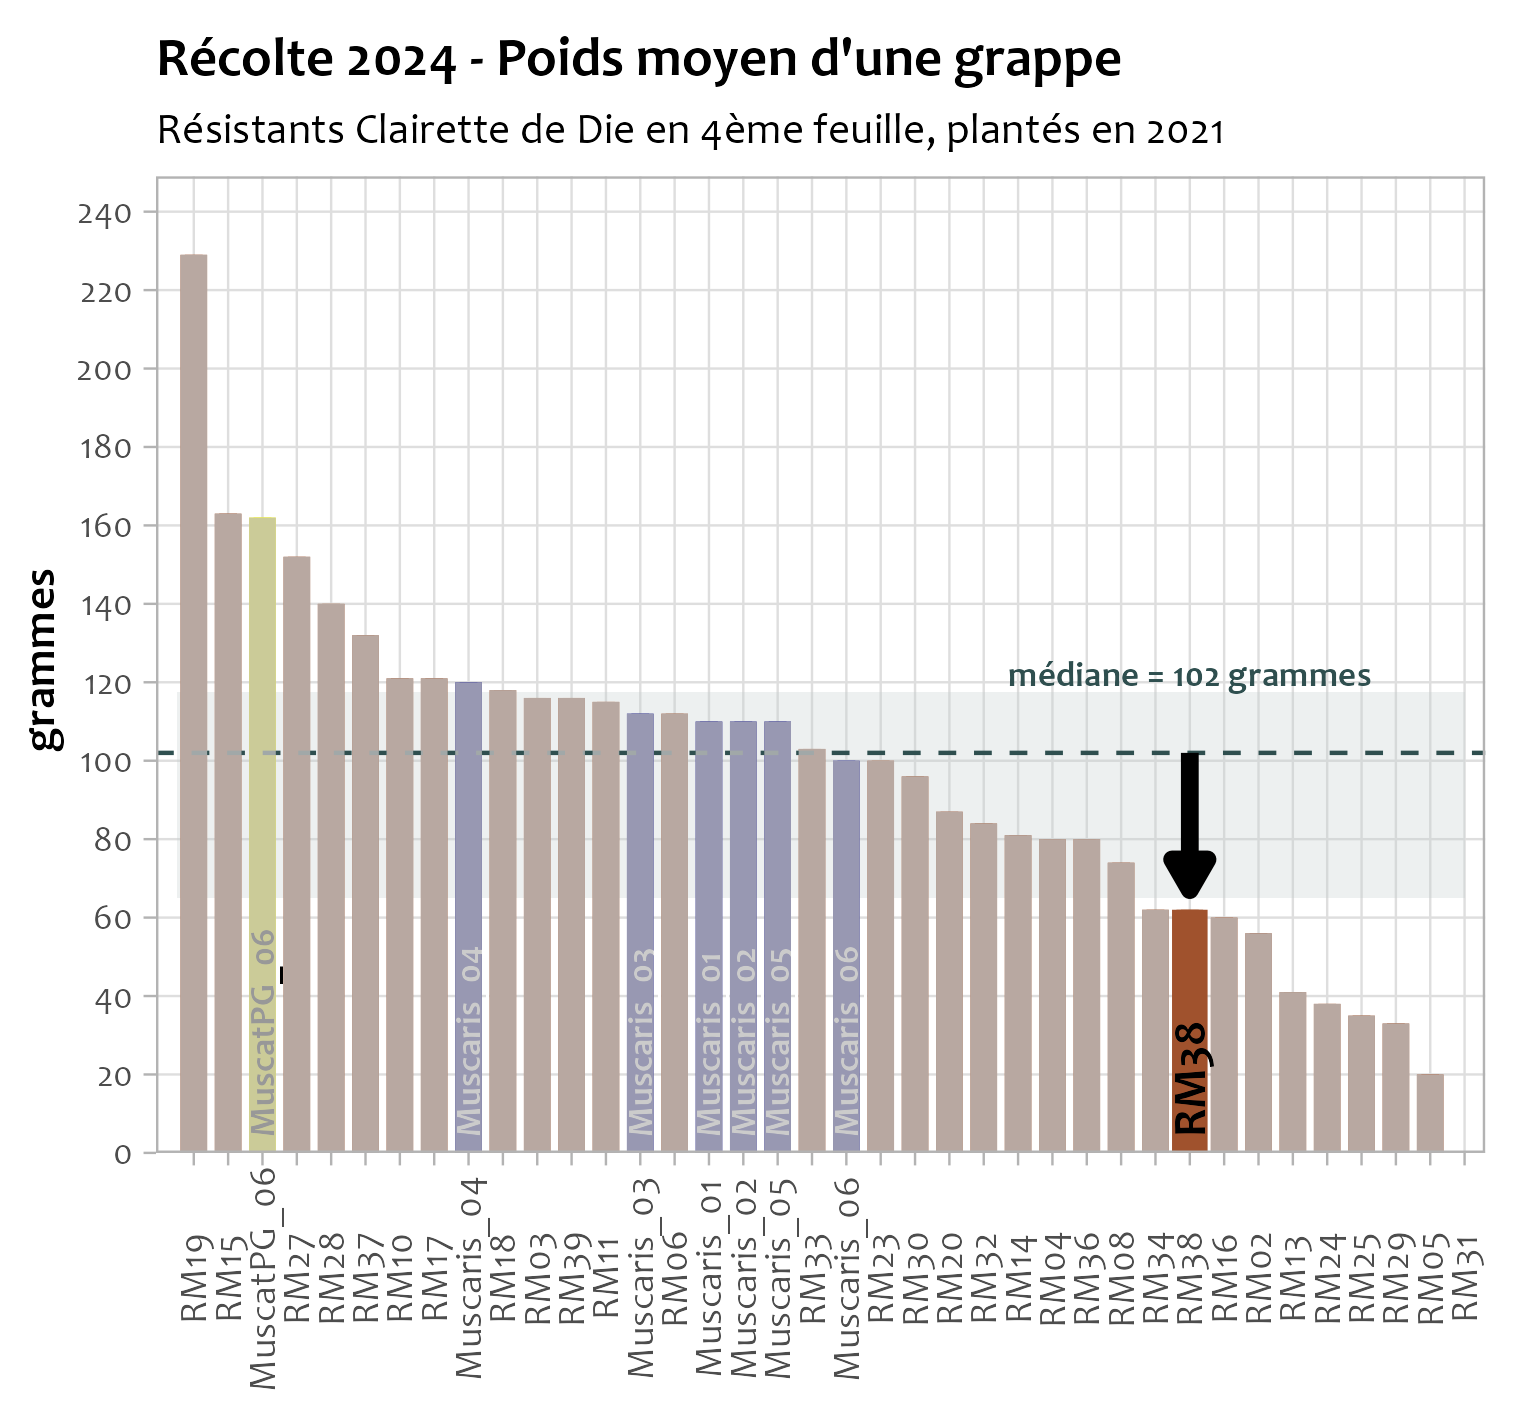 Récolte 2024 - Poids moyen d'une grappe
Résistants Clairette de Die en 4ème feuille, plantés en 2021
grammes
240
220
200
180
160
140
120
100
80
60
40
20
0
médiane = 102 grammes
MuscatPG_06
Muscaris_04
Muscaris_03
Muscaris_01
Muscaris_02
Muscaris_05
Muscaris_06
RM38
RM19
RM15
MuscatPG_06
RM27
RM28
RM37
RM10
RM17
Muscaris_04
RM18
RM03
RM39
RM11
Muscaris_03
RM06
Muscaris_01
Muscaris_02
Muscaris_05
RM33
Muscaris_06
RM23
RM30
RM20
RM32
RM14
RM04
RM36
RM08
RM34
RM38
RM16
RM02
RM13
RM24
RM25
RM29
RM05
RM31